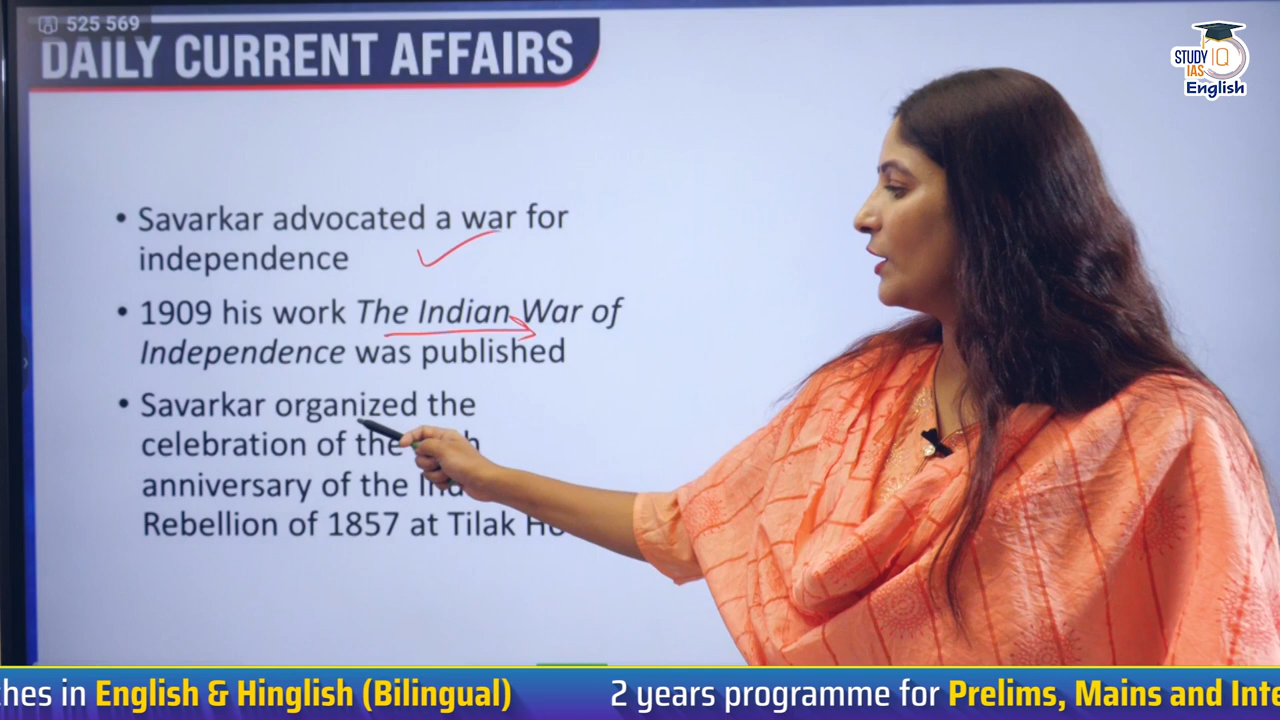 525 569
DAILY CURRENT AFFAIRS
STUDY IQ
IAS
English
• Savarkar advocated a war for
independence
• 1909 his work The Indian War of
Independence was published
• Savarkar organized the
celebration of the
anniversary of the
Rebellion of 1857 at Tilak
ches in English & Hinglish (Bilingual) 2 years programme for Prelims, Mains and Inte